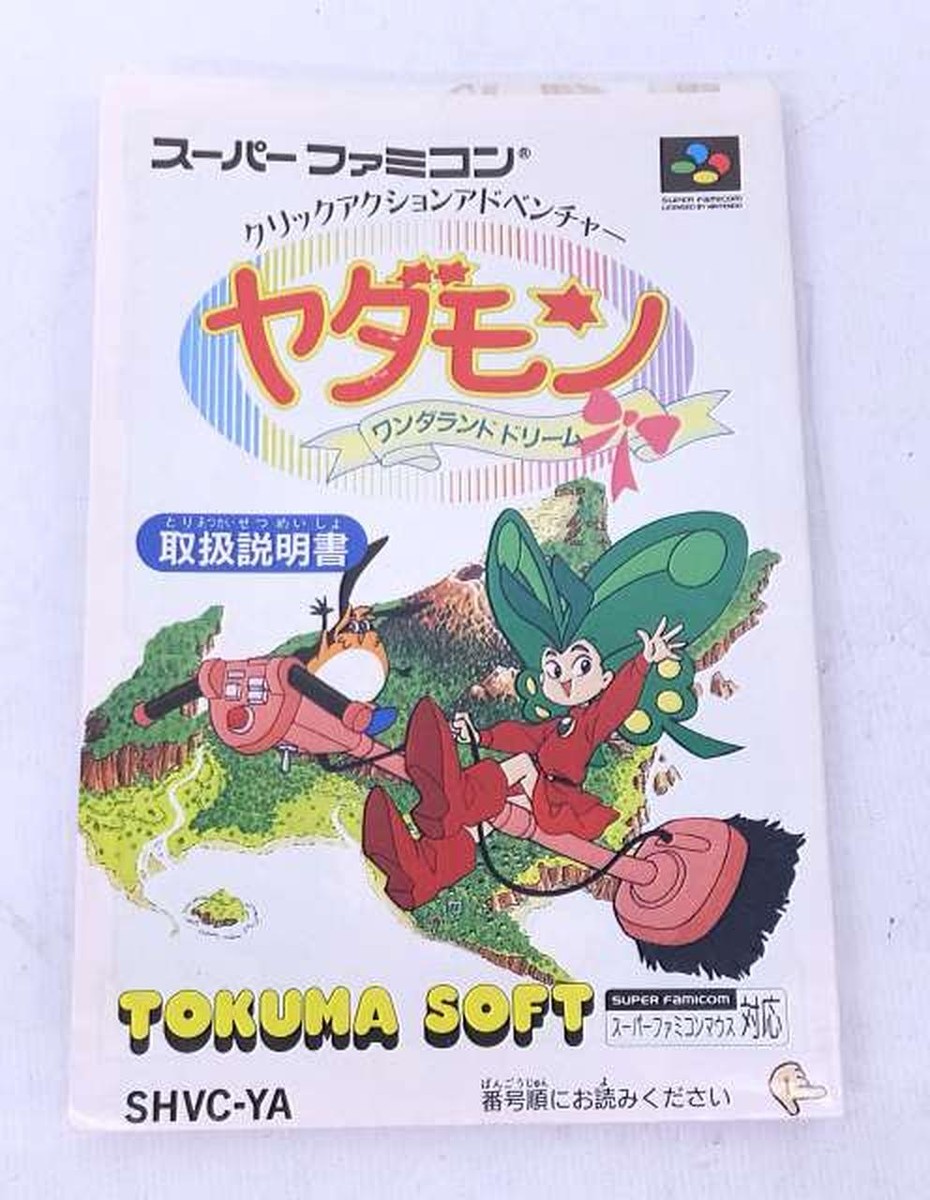 スーパーファミコン®
SUPER FAMICOM
LICENSED BY NINTENDO
クリックアクションアドベンチャー
ヤダモン
ワンダランドドリーム
とりあつかいせつめいしょ
取扱説明書
TOKUMA SOFT
SUPER FAMICOM
スーパーファミコンマウス対応
SHVC-YA
ばんごうじゅん よ
番号順にお読みください